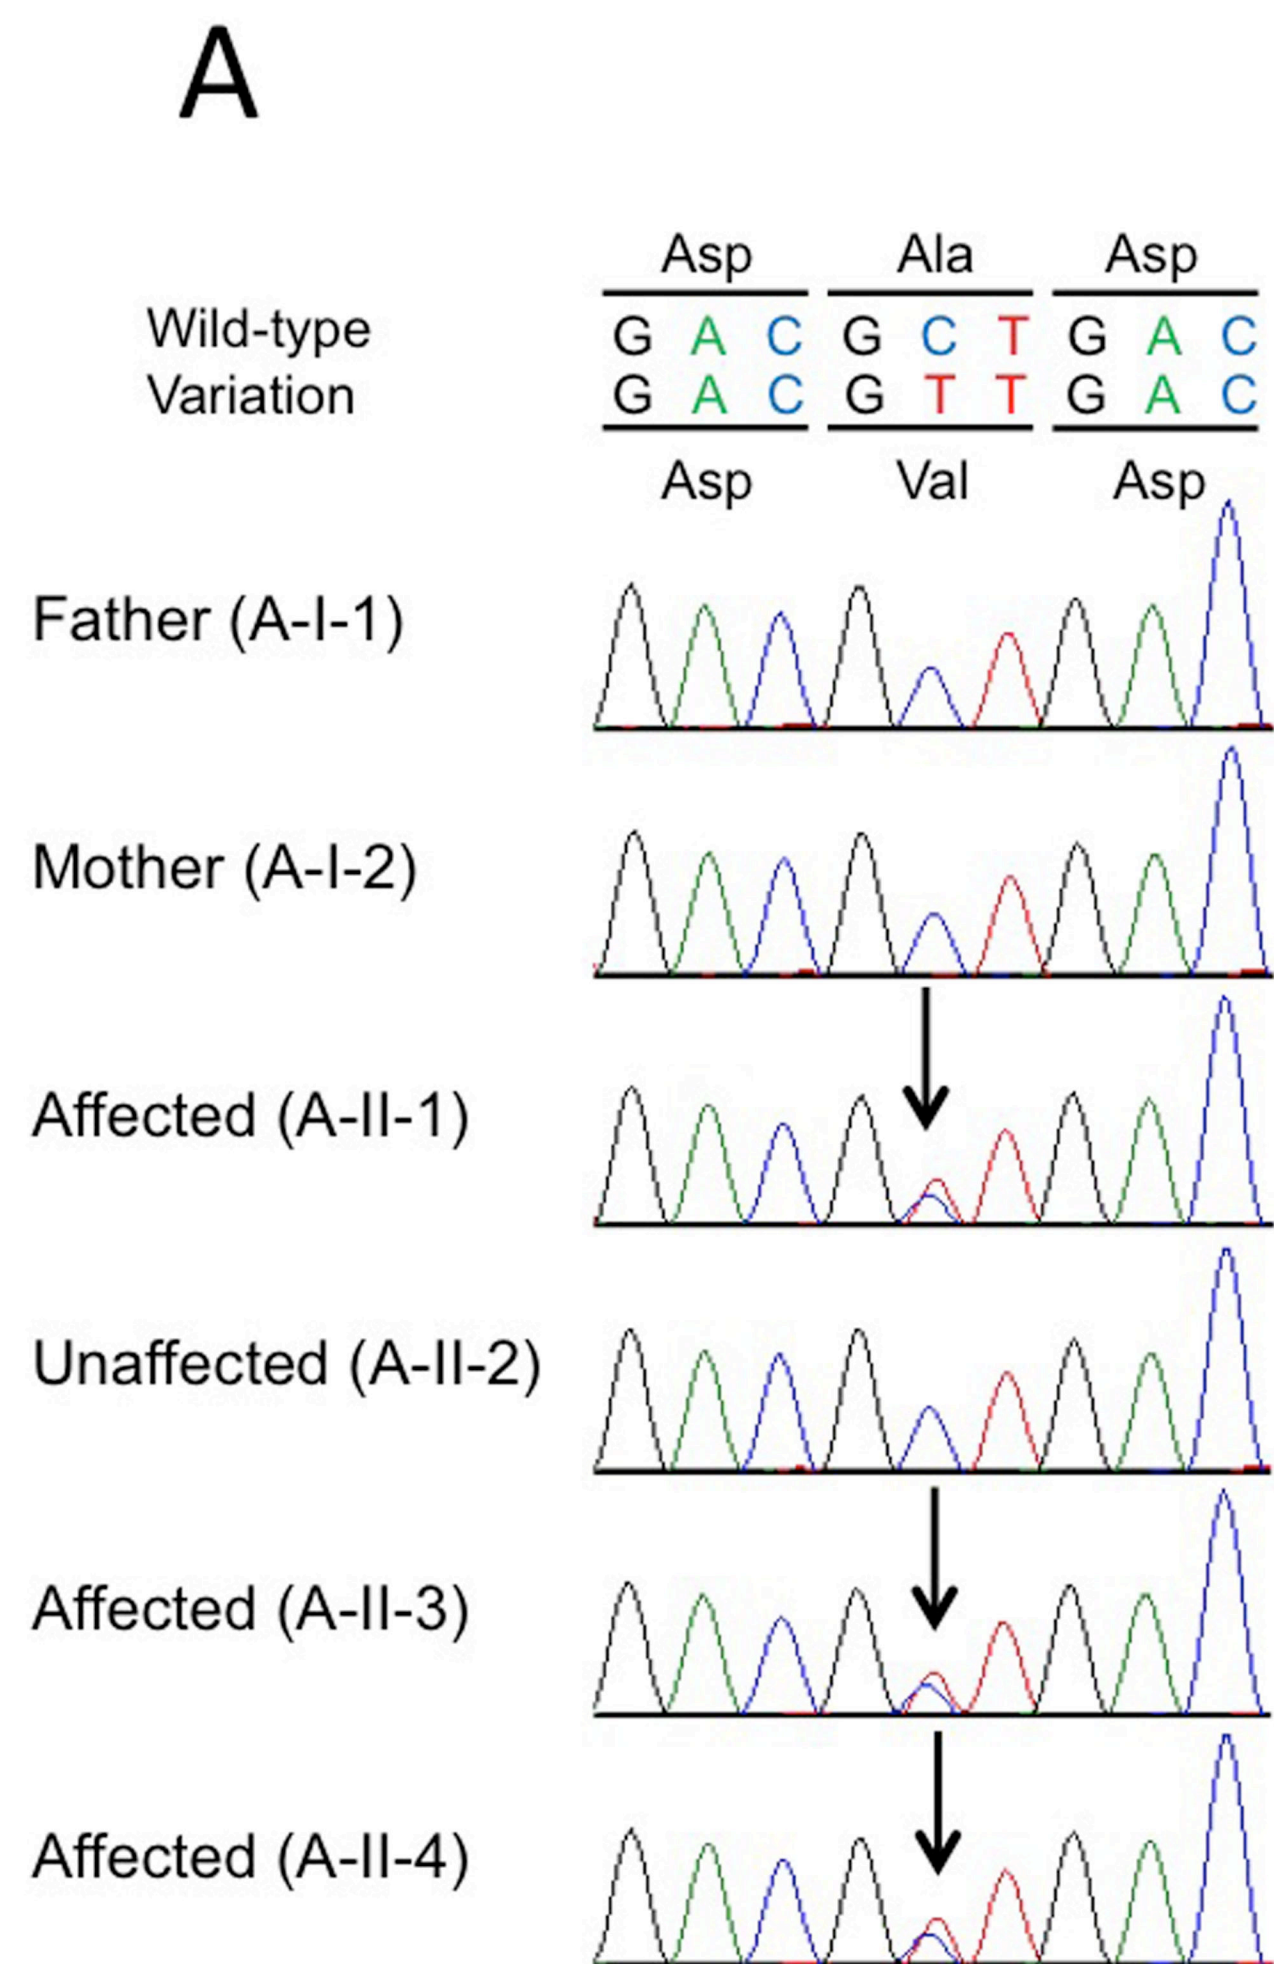 A
Asp Ala Asp
Wild-type G A C G C T G A C
Variation G A C G T T G A C
Asp Val Asp
Father (A-I-1)
Mother (A-I-2)
Affected (A-II-1)
Unaffected (A-II-2)
Affected (A-II-3)
Affected (A-II-4)